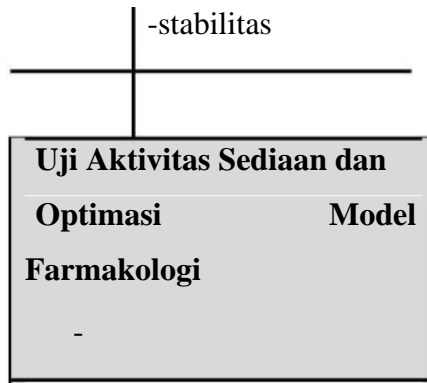 -stabilitas
Uji Aktivitas Sediaan dan
Optimasi Model
Farmakologi
-